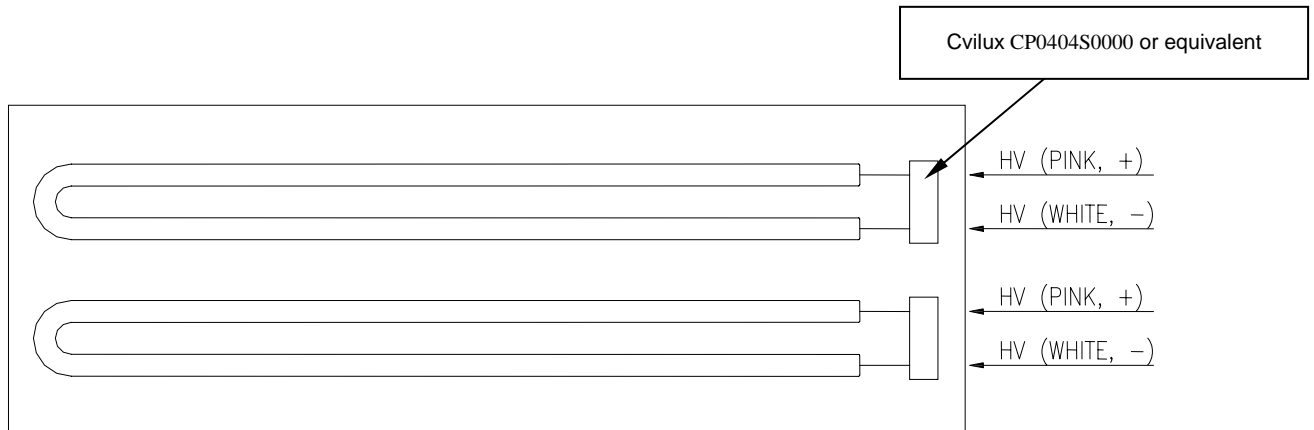 Cvilux CP0404S0000 or equivalent
HV (PINK, +)
HV (WHITE, -)
HV (PINK, +)
HV (WHITE, -)